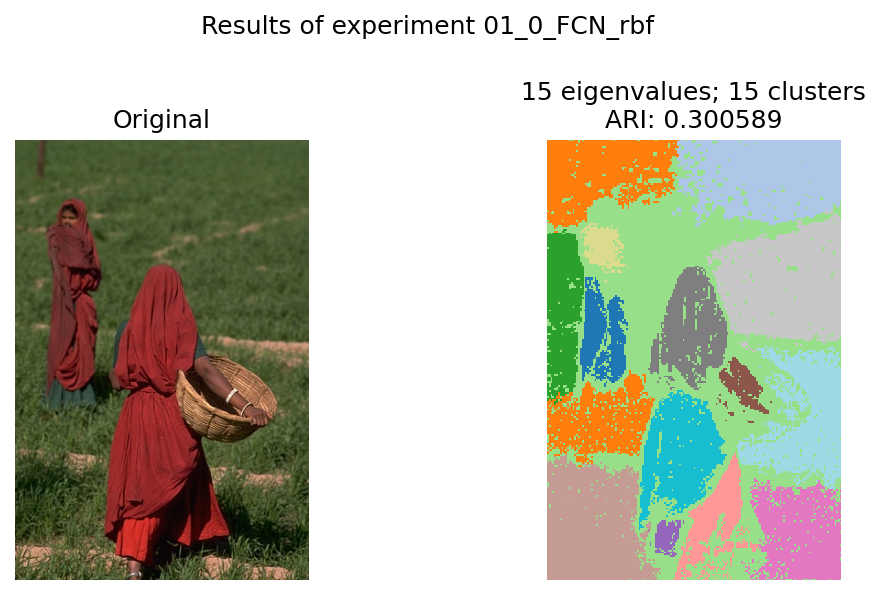 Results of experiment 01_0_FCN_rbf
Original
15 eigenvalues; 15 clusters
ARI: 0.300589